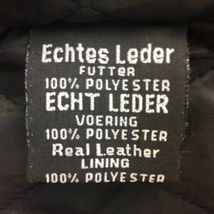 Echtes Leder
FUTTER
100% POLYESTER
ECHT LEDER
VOERING
100% POLYESTER
Real Leather
LINING
100% POLYESTER